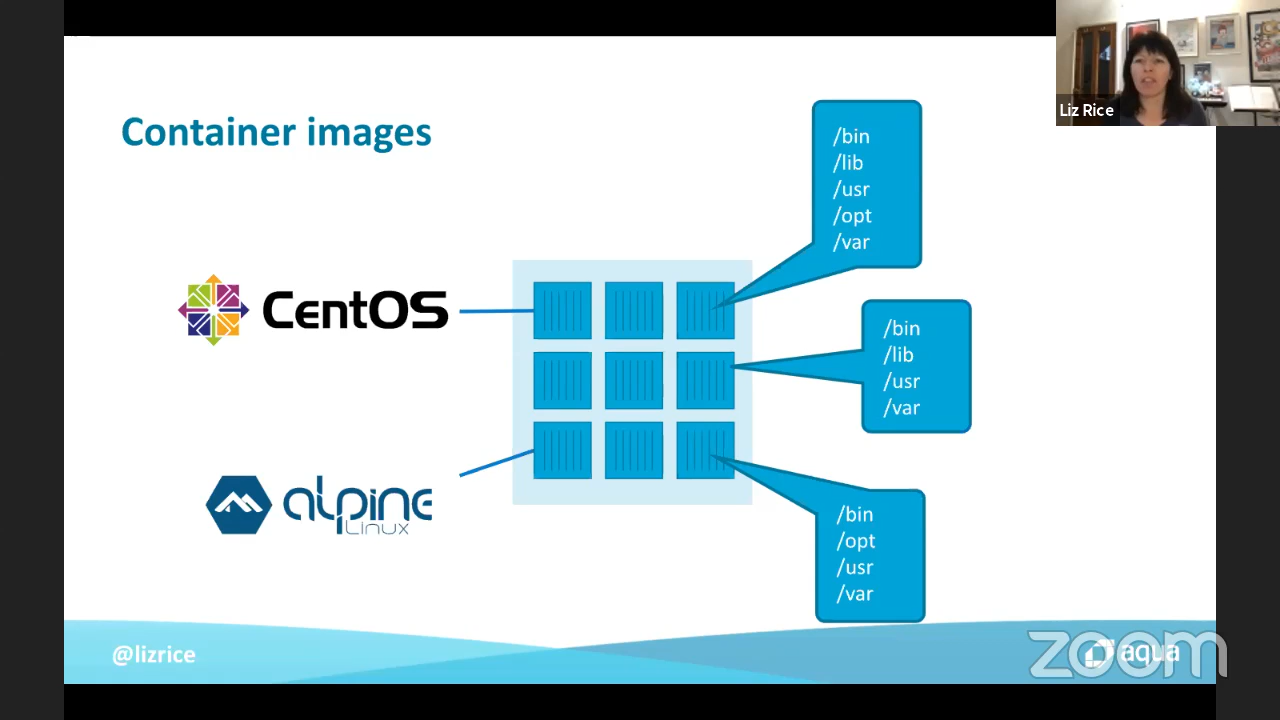 Container images
Liz Rice
/bin
/lib
/usr
/opt
/var
CentOS
/bin
/lib
/usr
/var
alpine
Linux
/bin
/opt
/usr
/var
@lizrice
aqua
zoom